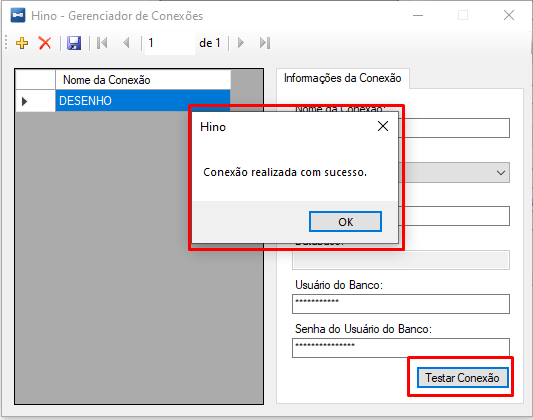 Hino - Gerenciador de Conexões
1 de 1
Nome da Conexão
DESENHO
Informações da Conexão
Nome da Conexão:
Hino
Conexão realizada com sucesso.
OK
Database:
Usuário do Banco:
***********
Senha do Usuário do Banco:
***************
Testar Conexão